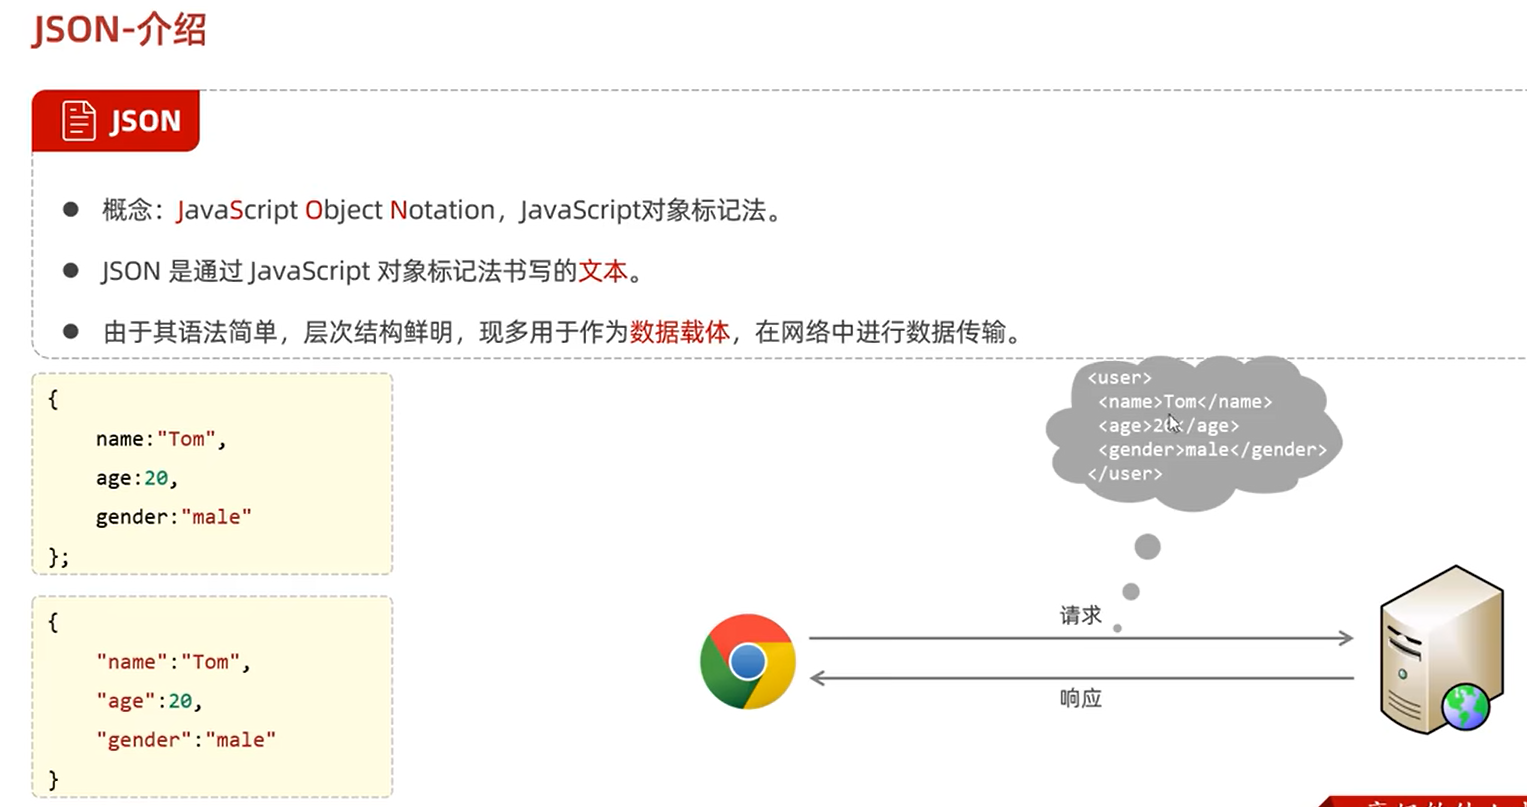 JSON-介绍
JSON
概念：JavaScript Object Notation，JavaScript对象标记法。
JSON 是通过 JavaScript 对象标记法书写的文本。
由于其语法简单，层次结构鲜明，现多用于作为数据载体，在网络中进行数据传输。
{
name:"Tom",
age:20,
gender:"male"
};
{
"name":"Tom",
"age":20,
"gender":"male"
}
<user>
<name>Tom</name>
<age>20</age>
<gender>male</gender>
</user>
请求
响应